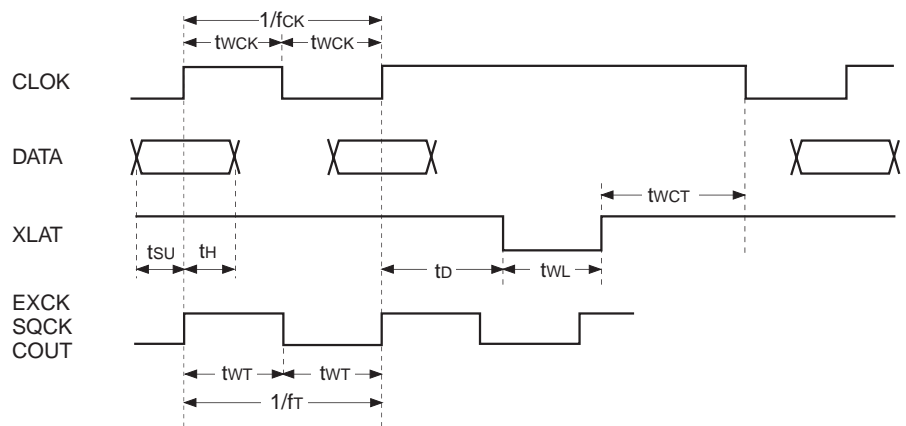 1/fCK
tWCK tWCK
CLOK
DATA
tWCT
XLAT
tSU tH tD tWL
EXCK
SQCK
COUT
tWT tWT
1/fT